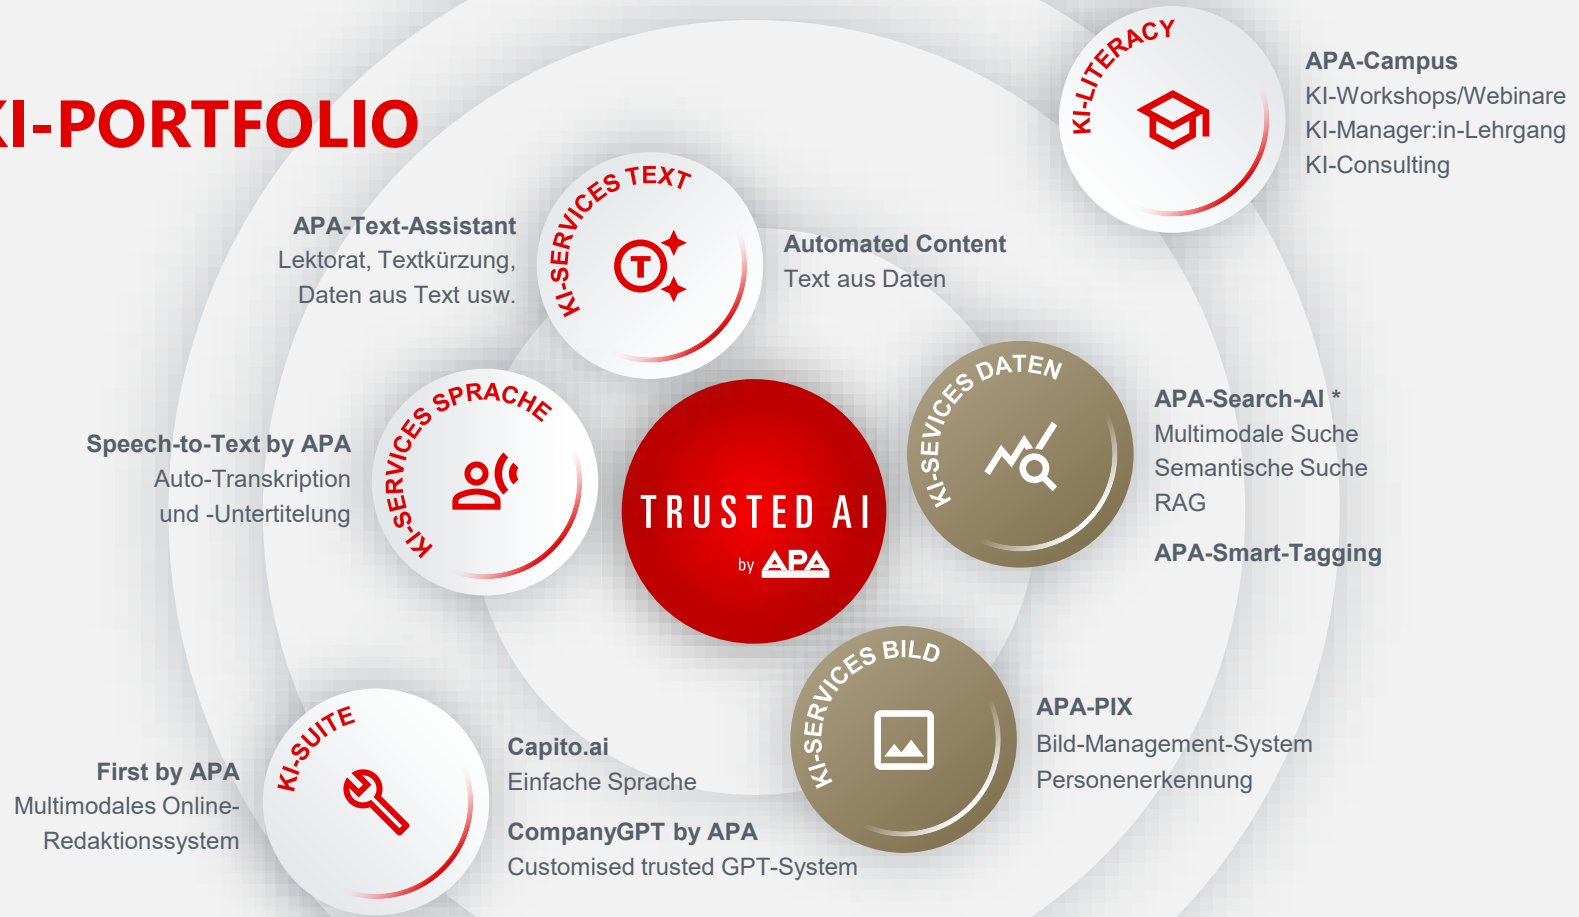 KI-PORTFOLIO
KI-LITERACY
APA-Campus
KI-Workshops/Webinare
KI-Manager:in-Lehrgang
KI-Consulting
KI-SERVICES TEXT
APA-Text-Assistant
Lektorat, Textkürzung,
Daten aus Text usw.
Automated Content
Text aus Daten
KI-SERVICES SPRACHE
Speech-to-Text by APA
Auto-Transkription
und -Untertitelung
TRUSTED AI
by APA
KI-SEVICES DATEN
APA-Search-AI *
Multimodale Suche
Semantische Suche
RAG
APA-Smart-Tagging
KI-SERVICES BILD
APA-PIX
Bild-Management-System
Personenerkennung
KI-SUITE
First by APA
Multimodales Online-
Redaktionssystem
Capito.ai
Einfache Sprache
CompanyGPT by APA
Customised trusted GPT-System